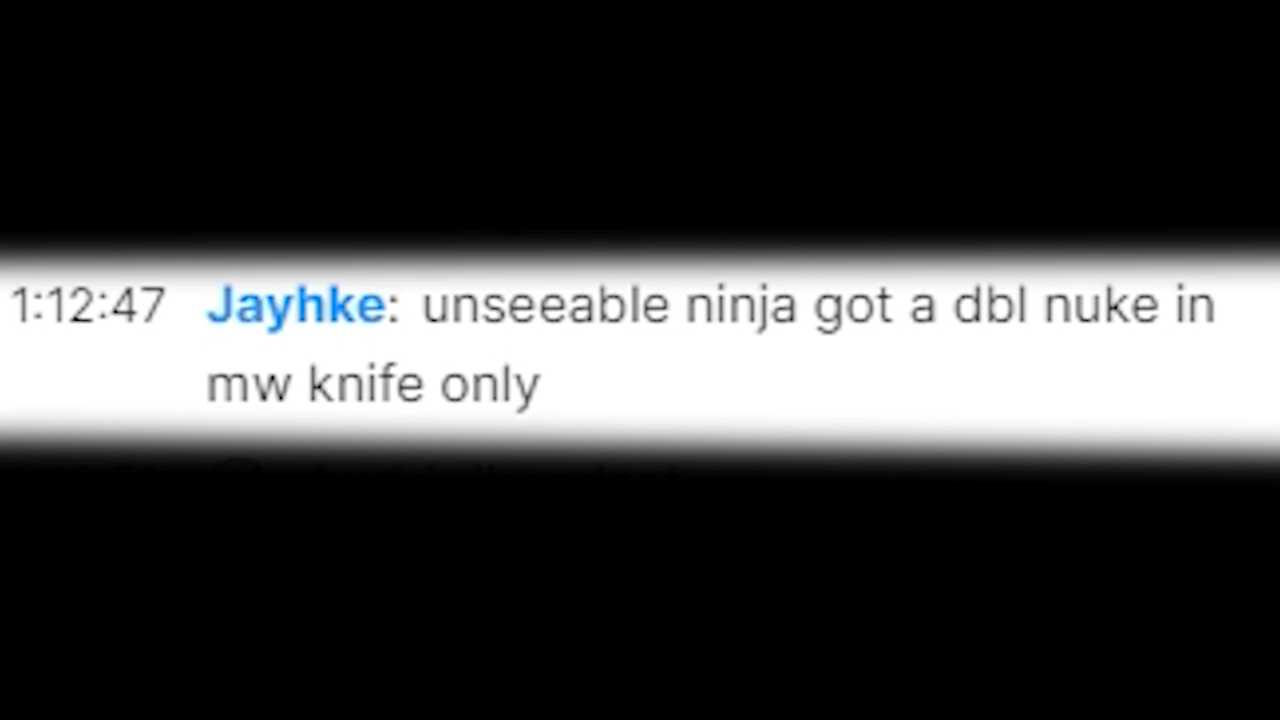 1:12:47 Jayhke: unseeable ninja got a dbl nuke in
mw knife only